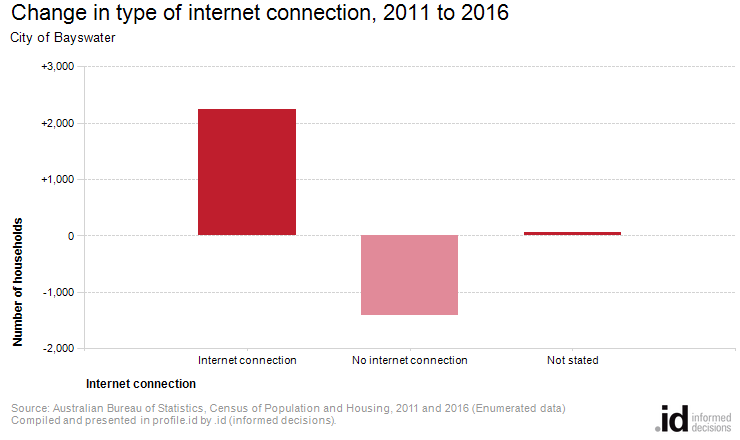 Change in type of internet connection, 2011 to 2016
City of Bayswater
+3,000
+2,000
+1,000
0
-1,000
-2,000
Number of households
Internet connection
No internet connection
Not stated
Internet connection
Source: Australian Bureau of Statistics, Census of Population and Housing, 2011 and 2016 (Enumerated data)
Compiled and presented in profile.id by .id (informed decisions).
.id informed
decisions